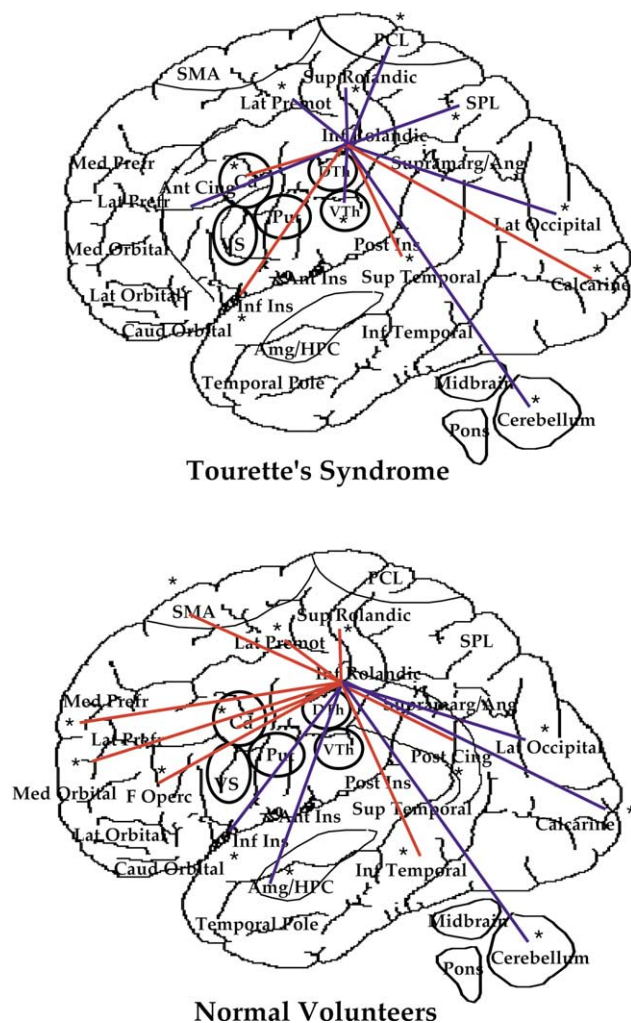 PCL
SMA
Sup Rolandic
Lat Premot
SPL
Inf Rolandic
Med Prefr
Supramarg/Ang
Ant Cing
Cd
DTh
Lat Prefr
Put
VTh
Lat Occipital
Med Orbital
VS
Post Ins
Ant Ins
Sup Temporal
Calcarine
Lat Orbital
Inf Ins
Caud Orbital
Amg/HPC
Inf Temporal
Temporal Pole
Midbrain
Cerebellum
Pons
Tourette's Syndrome
PCL
SMA
Sup Rolandic
Lat Premot
SPL
Inf Rolandic
Med Prefr
Supramarg/Ang
Cd
DTh
Lat Prefr
Put
VTh
Lat Occipital
Post Cing
Med Orbital
F Operc
VS
Post Ins
Ant Ins
Sup Temporal
Calcarine
Lat Orbital
Inf Ins
Caud Orbital
Amg/HPC
Inf Temporal
Temporal Pole
Midbrain
Cerebellum
Pons
Normal Volunteers